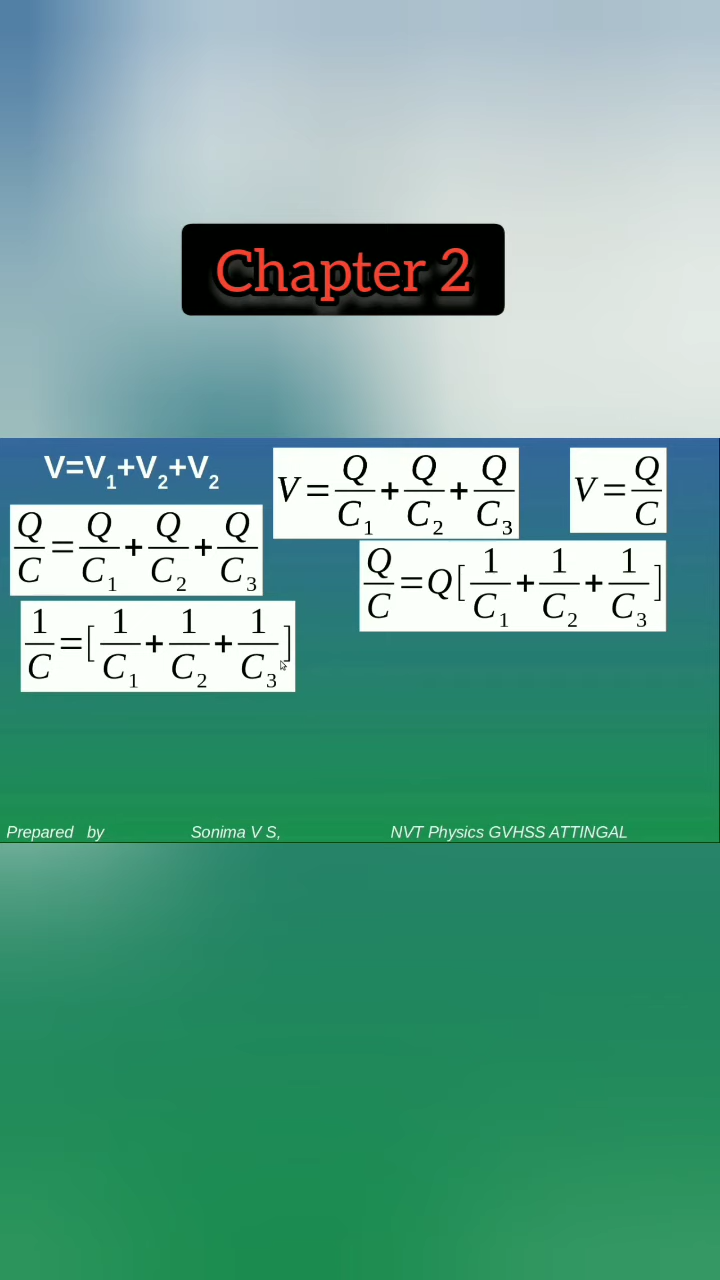 Chapter 2
V=V₁+V₂+V₂
V = Q/C₁ + Q/C₂ + Q/C₃
V = Q/C
Q/C = Q/C₁ + Q/C₂ + Q/C₃
Q/C = Q[1/C₁ + 1/C₂ + 1/C₃]
1/C = [1/C₁ + 1/C₂ + 1/C₃]
Prepared by Sonima V S, NVT Physics GVHSS ATTINGAL